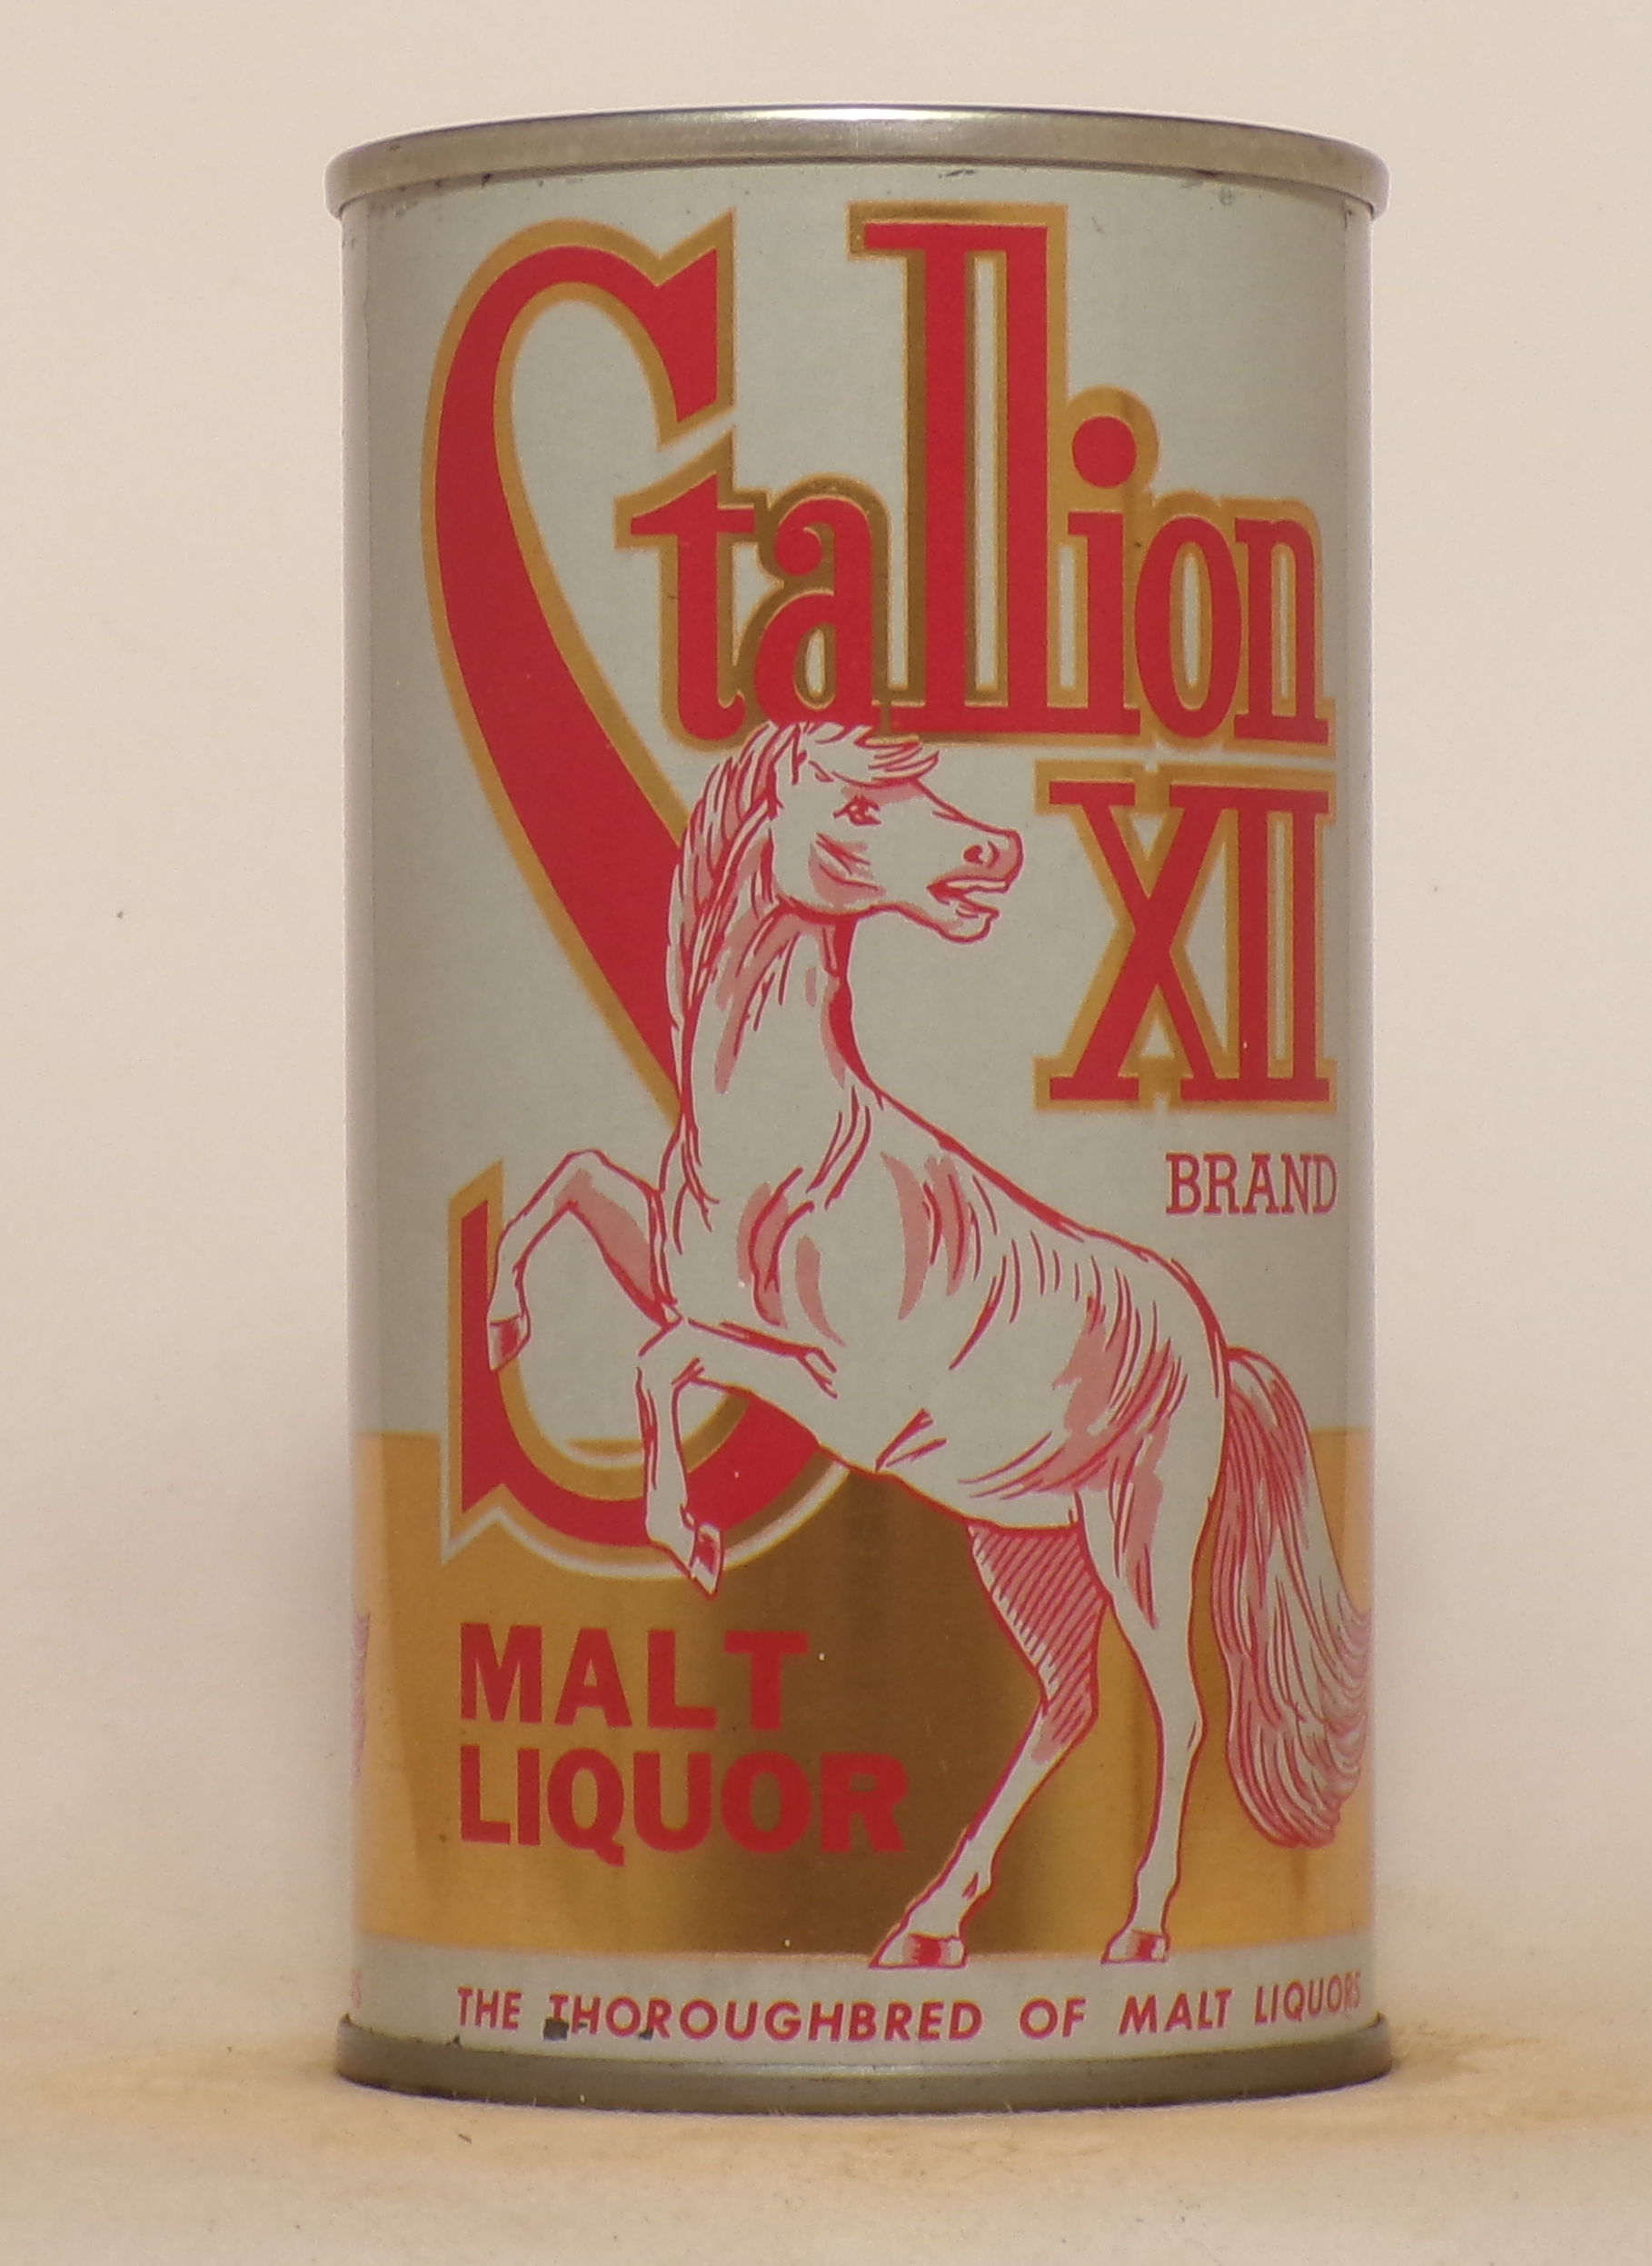 Stallion
XII
BRAND
MALT
LIQUOR
THE THOROUGHBRED OF MALT LIQUORS